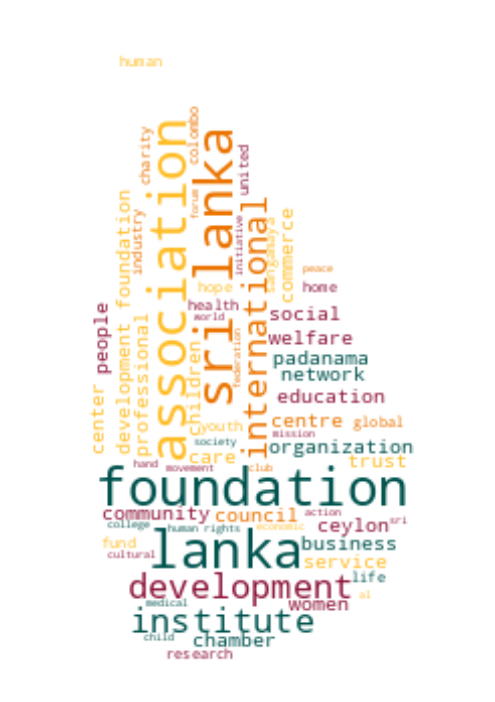 human
association
sri lanka
colombo
charity
united
forum
international
development foundation
industry
initiative
sangamaya
commerce
peace
hope
home
people
professional
health
world
social
federation
children
welfare
padanama
network
center
education
centre
global
youth
mission
society
organization
care
trust
hand
movement
club
foundation
community
council
action
ceylon
sri
college
human rights
economic
lanka
fund
business
cultural
service
development
life
al
medical
women
institute
child
chamber
research